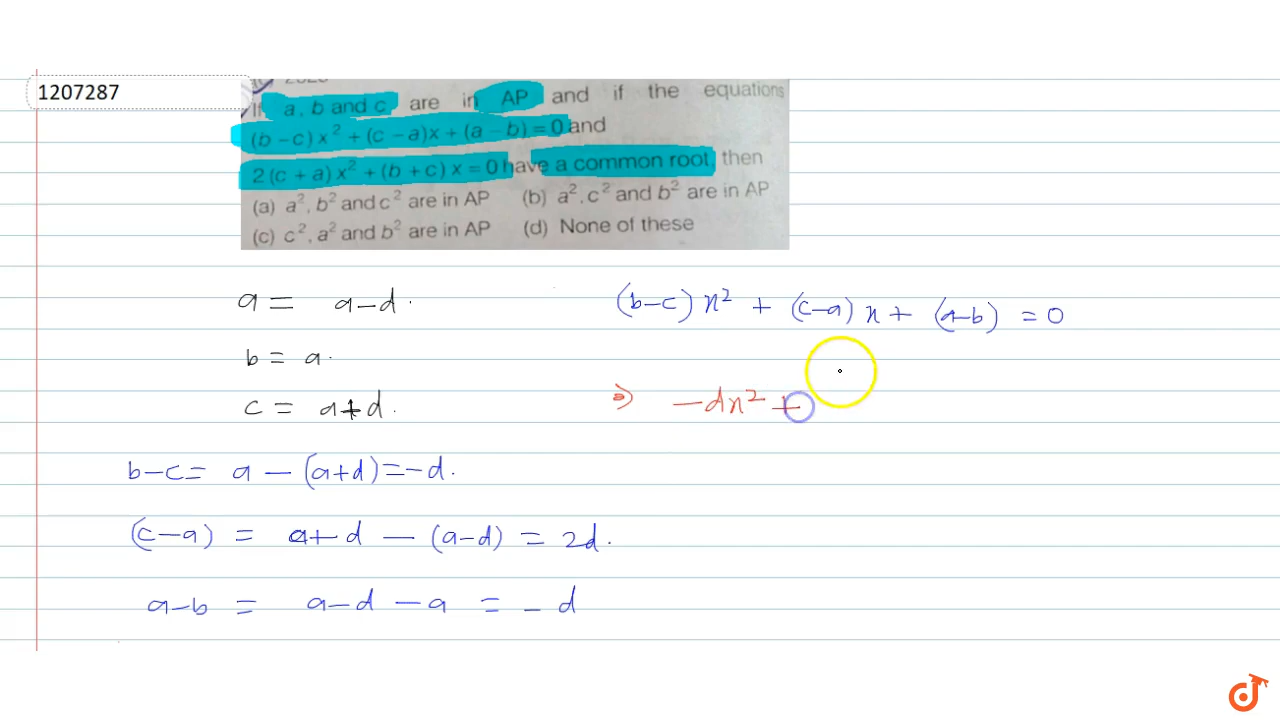 1207287
If a, b and c are in AP and if the equations
(b − c) x² + (c − a)x + (a − b) = 0 and
2 (c + a) x² + (b + c) x = 0 have a common root, then
(a) a², b² and c² are in AP (b) a², c² and b² are in AP
(c) c², a² and b² are in AP (d) None of these
a = a − d.
(b−c) x² + (c−a) x + (a−b) = 0
b = a.
c = a + d.
⇒ −dx² +
b−c = a − (a+d) = −d.
(c−a) = a+d − (a−d) = 2d.
a−b = a−d −a = −d